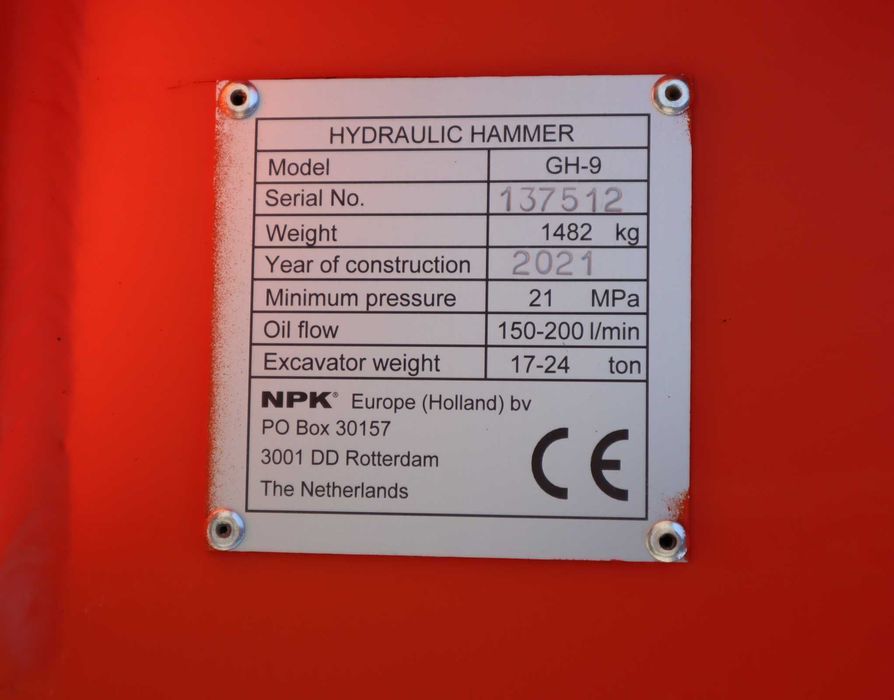 HYDRAULIC HAMMER
Model GH-9
Serial No. 137512
Weight 1482 kg
Year of construction 2021
Minimum pressure 21 MPa
Oil flow 150-200 l/min
Excavator weight 17-24 ton
NPK® Europe (Holland) bv
PO Box 30157
3001 DD Rotterdam
The Netherlands
CE